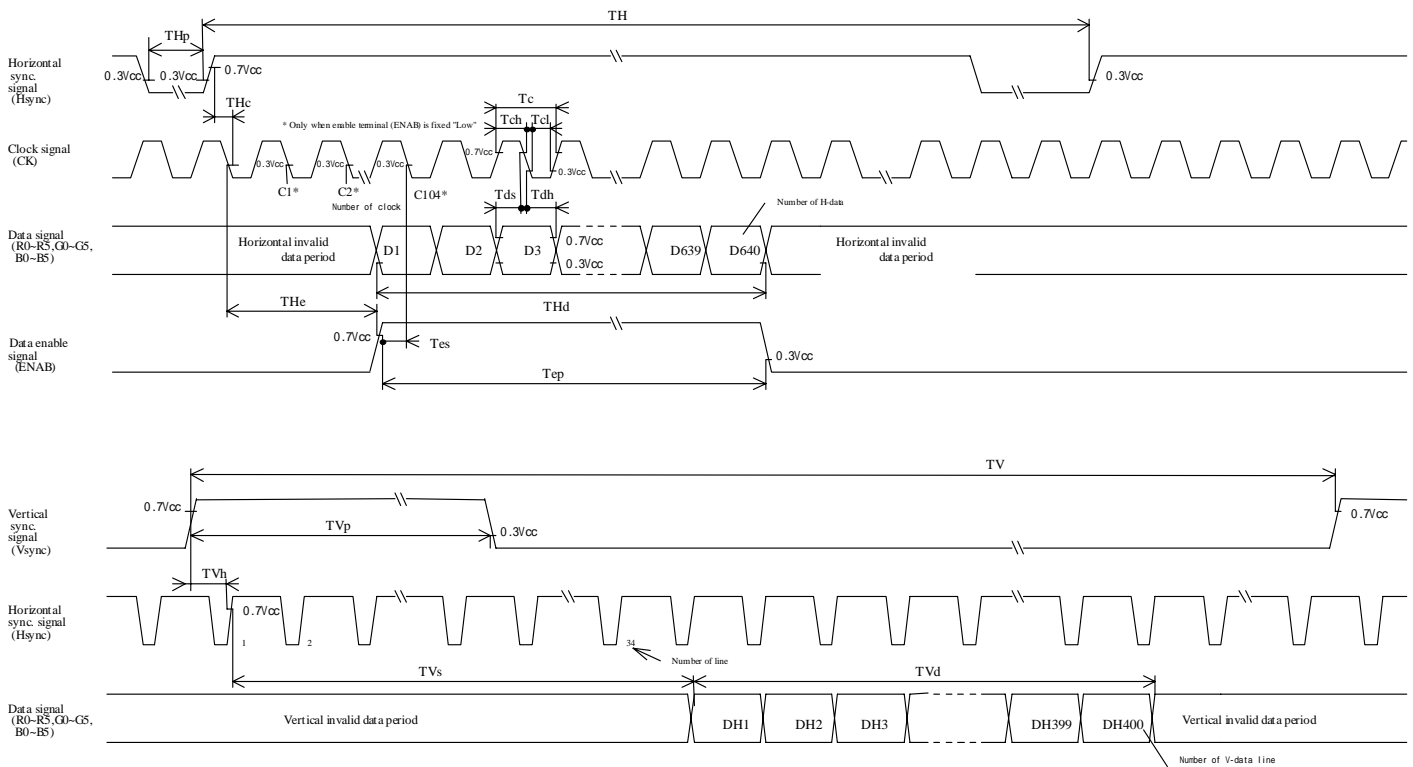 TH
THp
Horizontal
sync.
signal
(Hsync)
0.3Vcc
0.3Vcc
0.7Vcc
0.3Vcc
THc
Tc
* Only when enable terminal (ENAB) is fixed "Low"
Tch
Tcl
Clock signal
(CK)
0.3Vcc
0.3Vcc
0.3Vcc
0.7Vcc
0.3Vcc
C1*
C2*
C104*
Number of clock
Tds
Tdh
Number of H-data
Data signal
(R0~R5,G0~G5,
B0~B5)
Horizontal invalid
data period
D1
D2
D3
0.7Vcc
0.3Vcc
D639
D640
Horizontal invalid
data period
THe
THd
0.7Vcc
Data enable
signal
(ENAB)
Tes
0.3Vcc
Tep
TV
0.7Vcc
0.7Vcc
Vertical
sync.
signal
(Vsync)
TVp
0.3Vcc
TVh
Horizontal
sync. signal
(Hsync)
0.7Vcc
1
2
34
Number of line
TVs
TVd
Data signal
(R0~R5,G0~G5,
B0~B5)
Vertical invalid data period
DH1
DH2
DH3
DH399
DH400
Vertical invalid data period
Number of V-data line